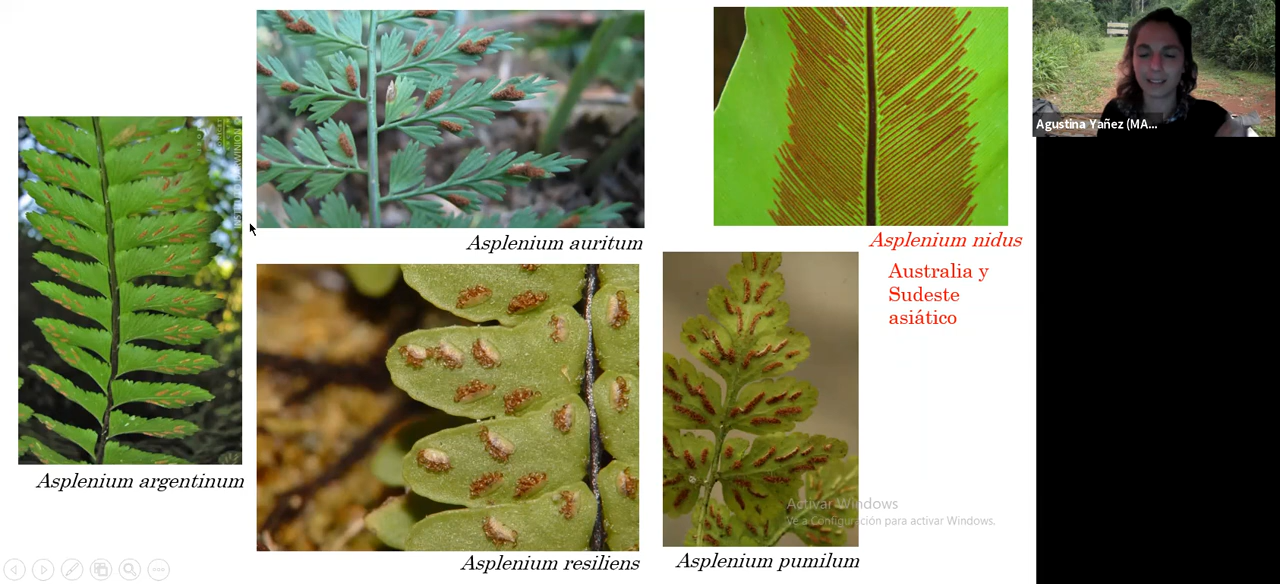 Agustina Yañez (MA...
Asplenium auritum
Asplenium nidus
Australia y
Sudeste
asiático
Asplenium argentinum
Asplenium resiliens
Asplenium pumilum
Activar Windows
Ve a Configuración para activar Windows.